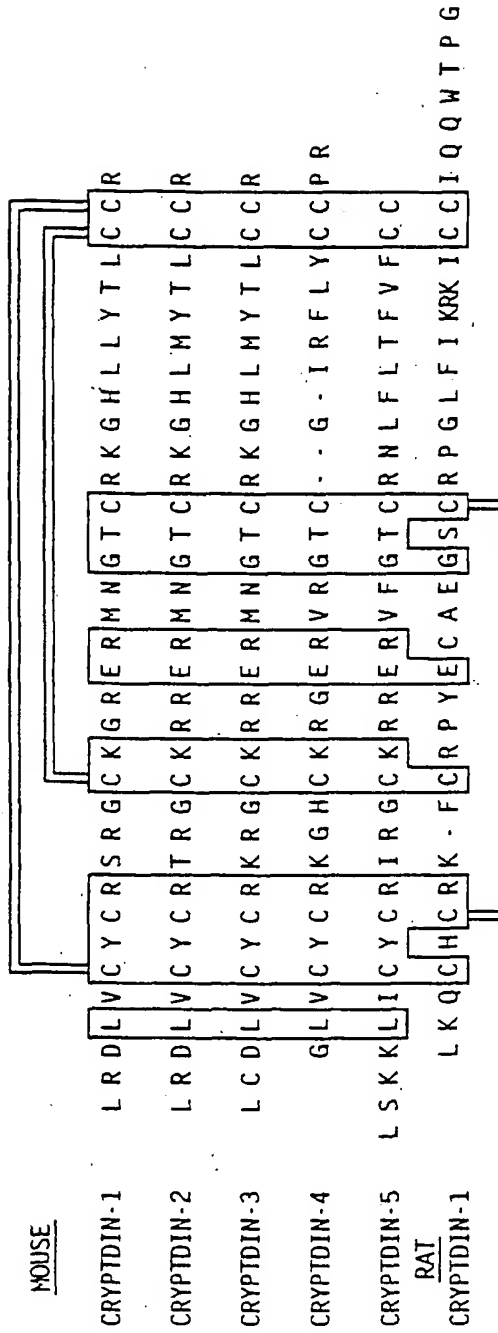 MOUSE
CRYPTDIN-1 L R D L V C Y C R S R G C K G R E R M N G T C R K G H L L Y T L C C R
CRYPTDIN-2 L R D L V C Y C R T R G C K R R E R M N G T C R K G H L M Y T L C C R
CRYPTDIN-3 L C D L V C Y C R K R G C K R R E R M N G T C R K G H L M Y T L C C R
CRYPTDIN-4 G L V C Y C R K G H C K R G E R V R G T C - - G - I R F L Y C C P R
CRYPTDIN-5 L S K K L I C Y C R I R G C K R R E R V F G T C R N L F L T F V F C C
RAT
CRYPTDIN-1 L K Q C H C R K - F C R P Y E C A E G S C R P G L F I KRK I C C I Q Q W T P G